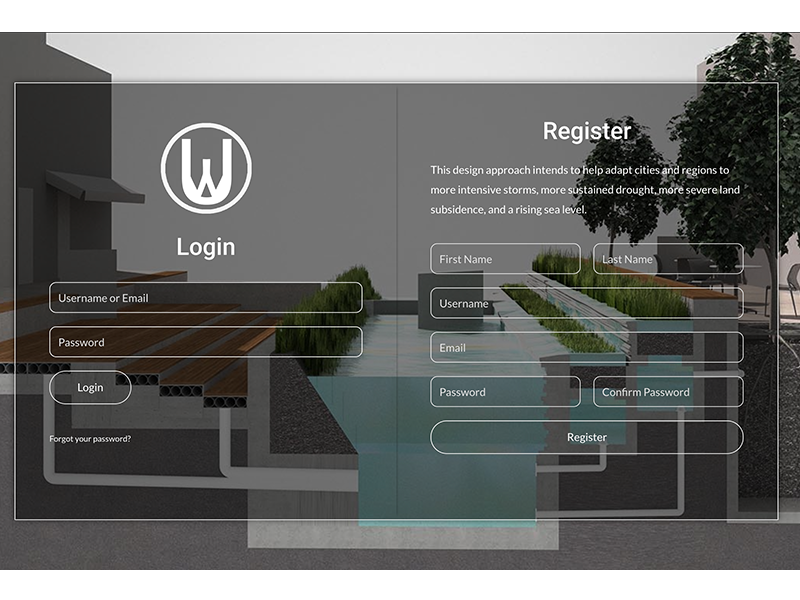 W
Login
Username or Email
Password
Login
Forgot your password?
Register
This design approach intends to help adapt cities and regions to
more intensive storms, more sustained drought, more severe land
subsidence, and a rising sea level.
First Name
Last Name
Username
Email
Password
Confirm Password
Register